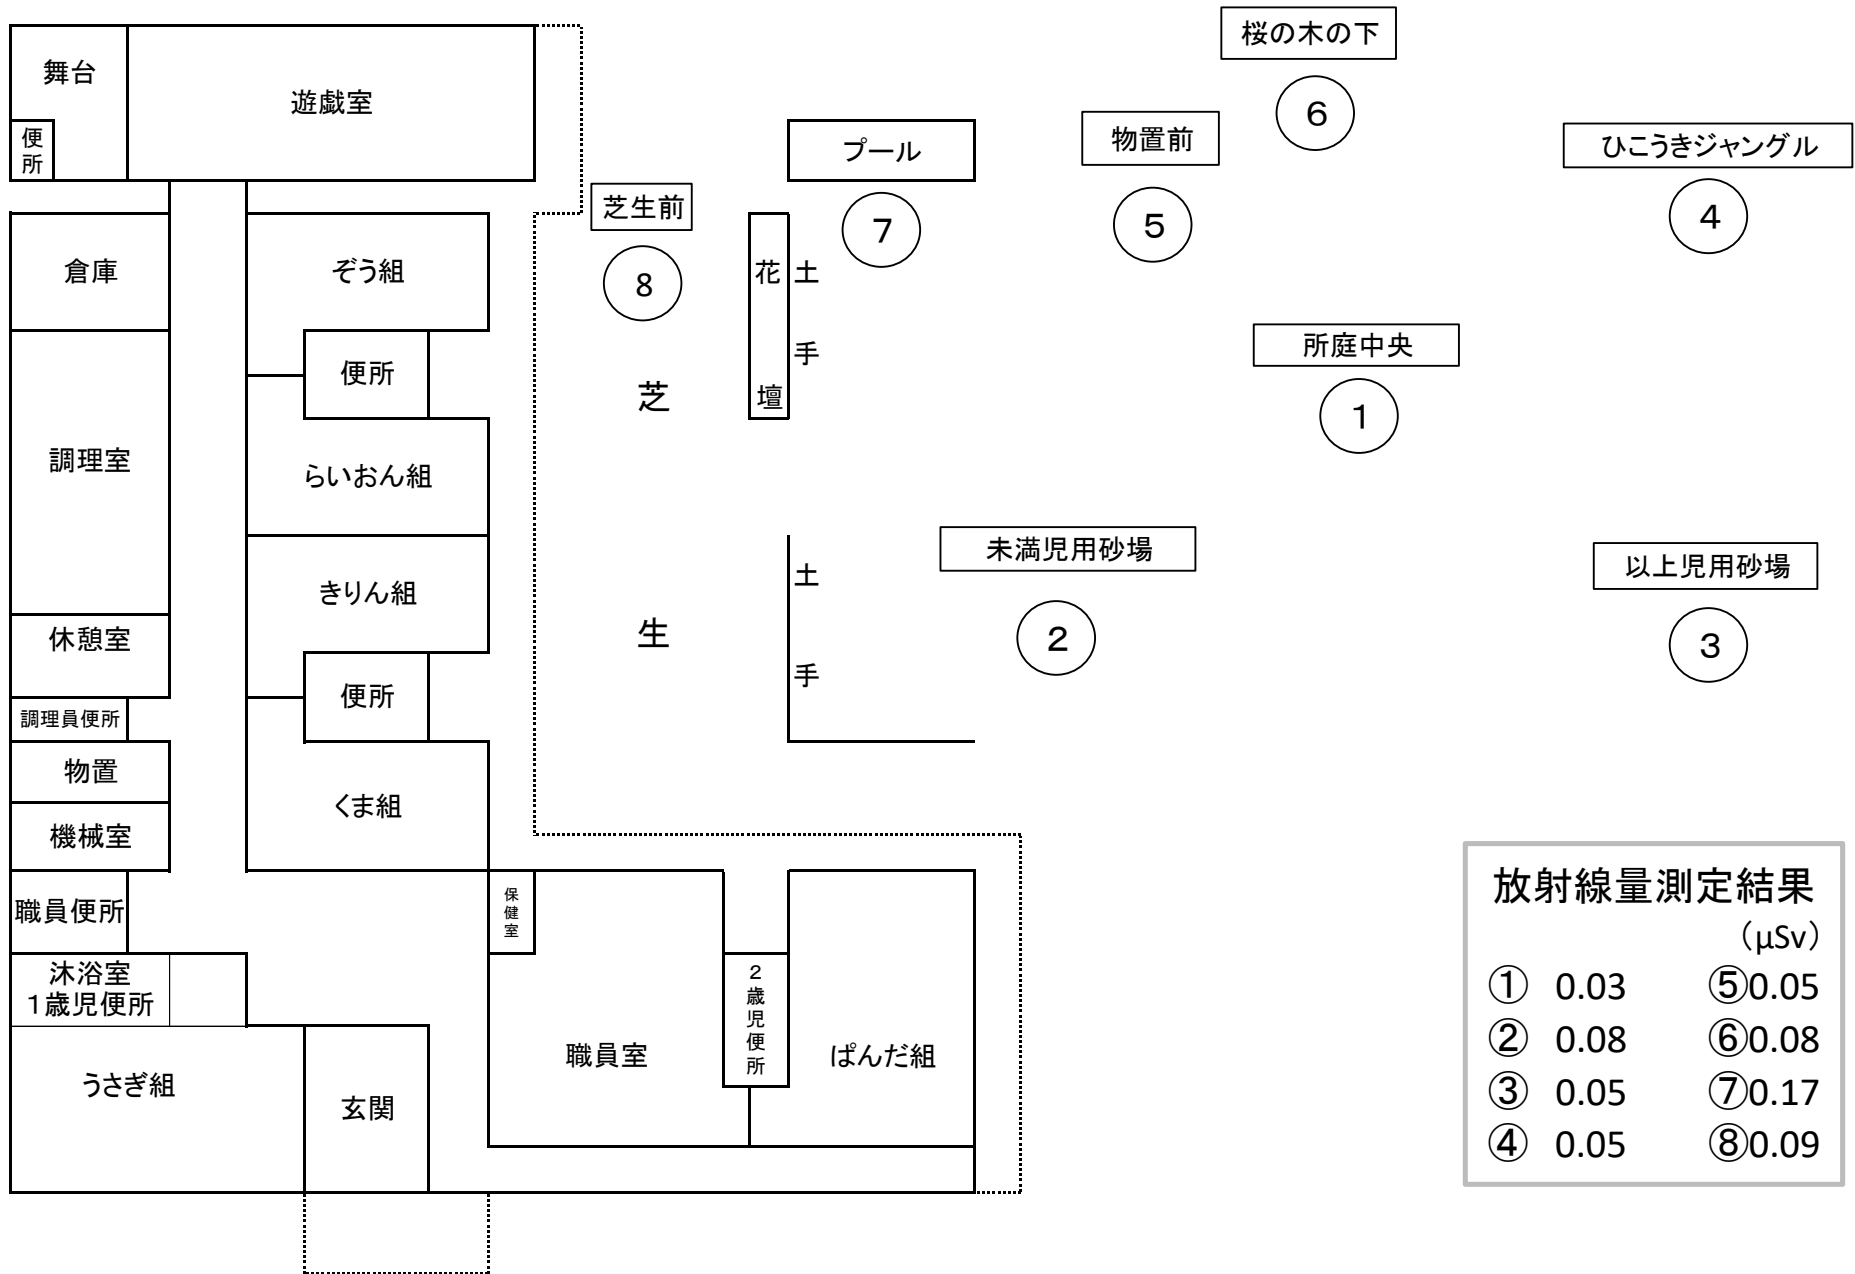 桜の木の下
⑥
舞台
遊戯室
便所
プール
物置前
ひこうきジャングル
芝生前
⑦
⑤
④
倉庫
ぞう組
⑧
花壇
土手
所庭中央
便所
①
芝生
調理室
らいおん組
未満児用砂場
以上児用砂場
きりん組
土手
休憩室
②
③
便所
調理員便所
物置
くま組
機械室
職員便所
保健室
沐浴室
1歳児便所
2歳児便所
うさぎ組
玄関
職員室
ぱんだ組
放射線量測定結果
（μSv）
① 0.03 ⑤0.05
② 0.08 ⑥0.08
③ 0.05 ⑦0.17
④ 0.05 ⑧0.09